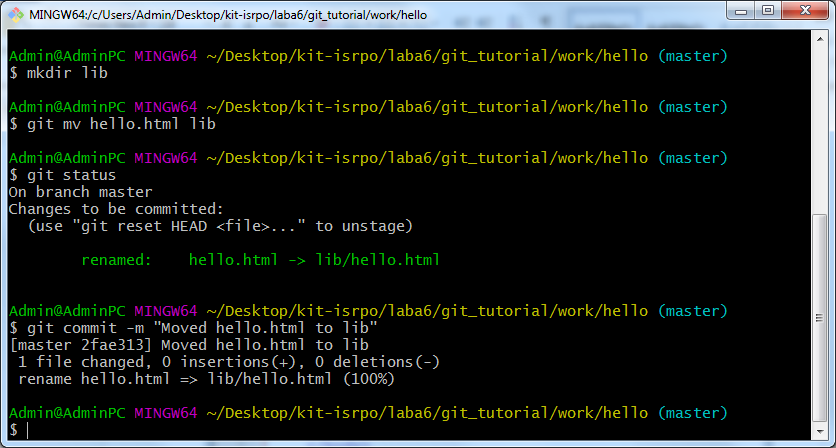 MINGW64:/c/Users/Admin/Desktop/kit-isrpo/laba6/git_tutorial/work/hello
Admin@AdminPC MINGW64 ~/Desktop/kit-isrpo/laba6/git_tutorial/work/hello (master)
$ mkdir lib
Admin@AdminPC MINGW64 ~/Desktop/kit-isrpo/laba6/git_tutorial/work/hello (master)
$ git mv hello.html lib
Admin@AdminPC MINGW64 ~/Desktop/kit-isrpo/laba6/git_tutorial/work/hello (master)
$ git status
On branch master
Changes to be committed:
  (use "git reset HEAD <file>..." to unstage)
        renamed:    hello.html -> lib/hello.html
Admin@AdminPC MINGW64 ~/Desktop/kit-isrpo/laba6/git_tutorial/work/hello (master)
$ git commit -m "Moved hello.html to lib"
[master 2fae313] Moved hello.html to lib
 1 file changed, 0 insertions(+), 0 deletions(-)
 rename hello.html => lib/hello.html (100%)
Admin@AdminPC MINGW64 ~/Desktop/kit-isrpo/laba6/git_tutorial/work/hello (master)
$